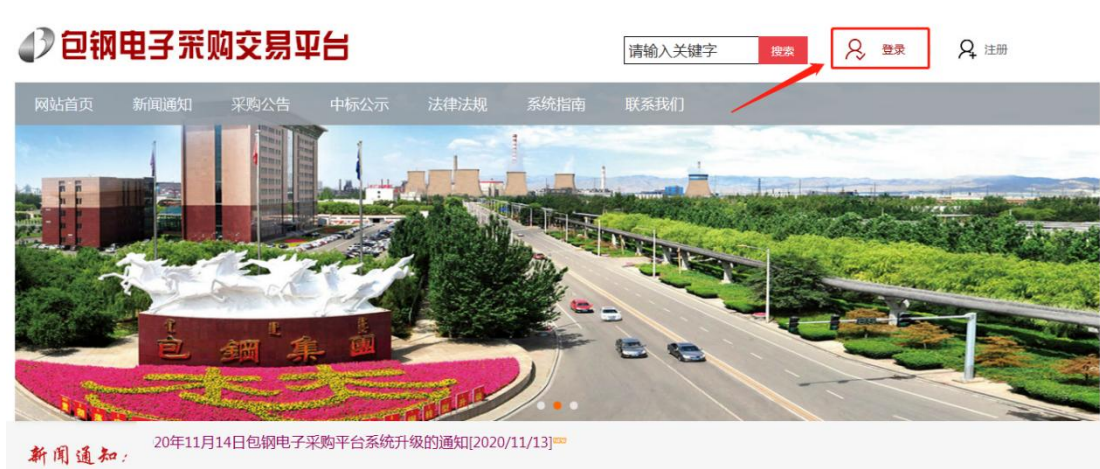 包钢电子采购交易平台
请输入关键字 搜索 登录 注册
网站首页 新闻通知 采购公告 中标公示 法律法规 系统指南 联系我们
包鋼集團
新闻通知:
20年11月14日包钢电子采购平台系统升级的通知[2020/11/13]